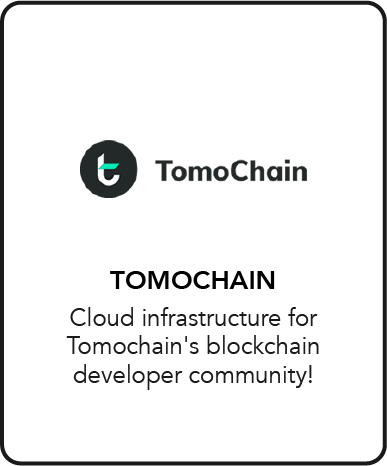 t TomoChain
TOMOCHAIN
Cloud infrastructure for
Tomochain's blockchain
developer community!